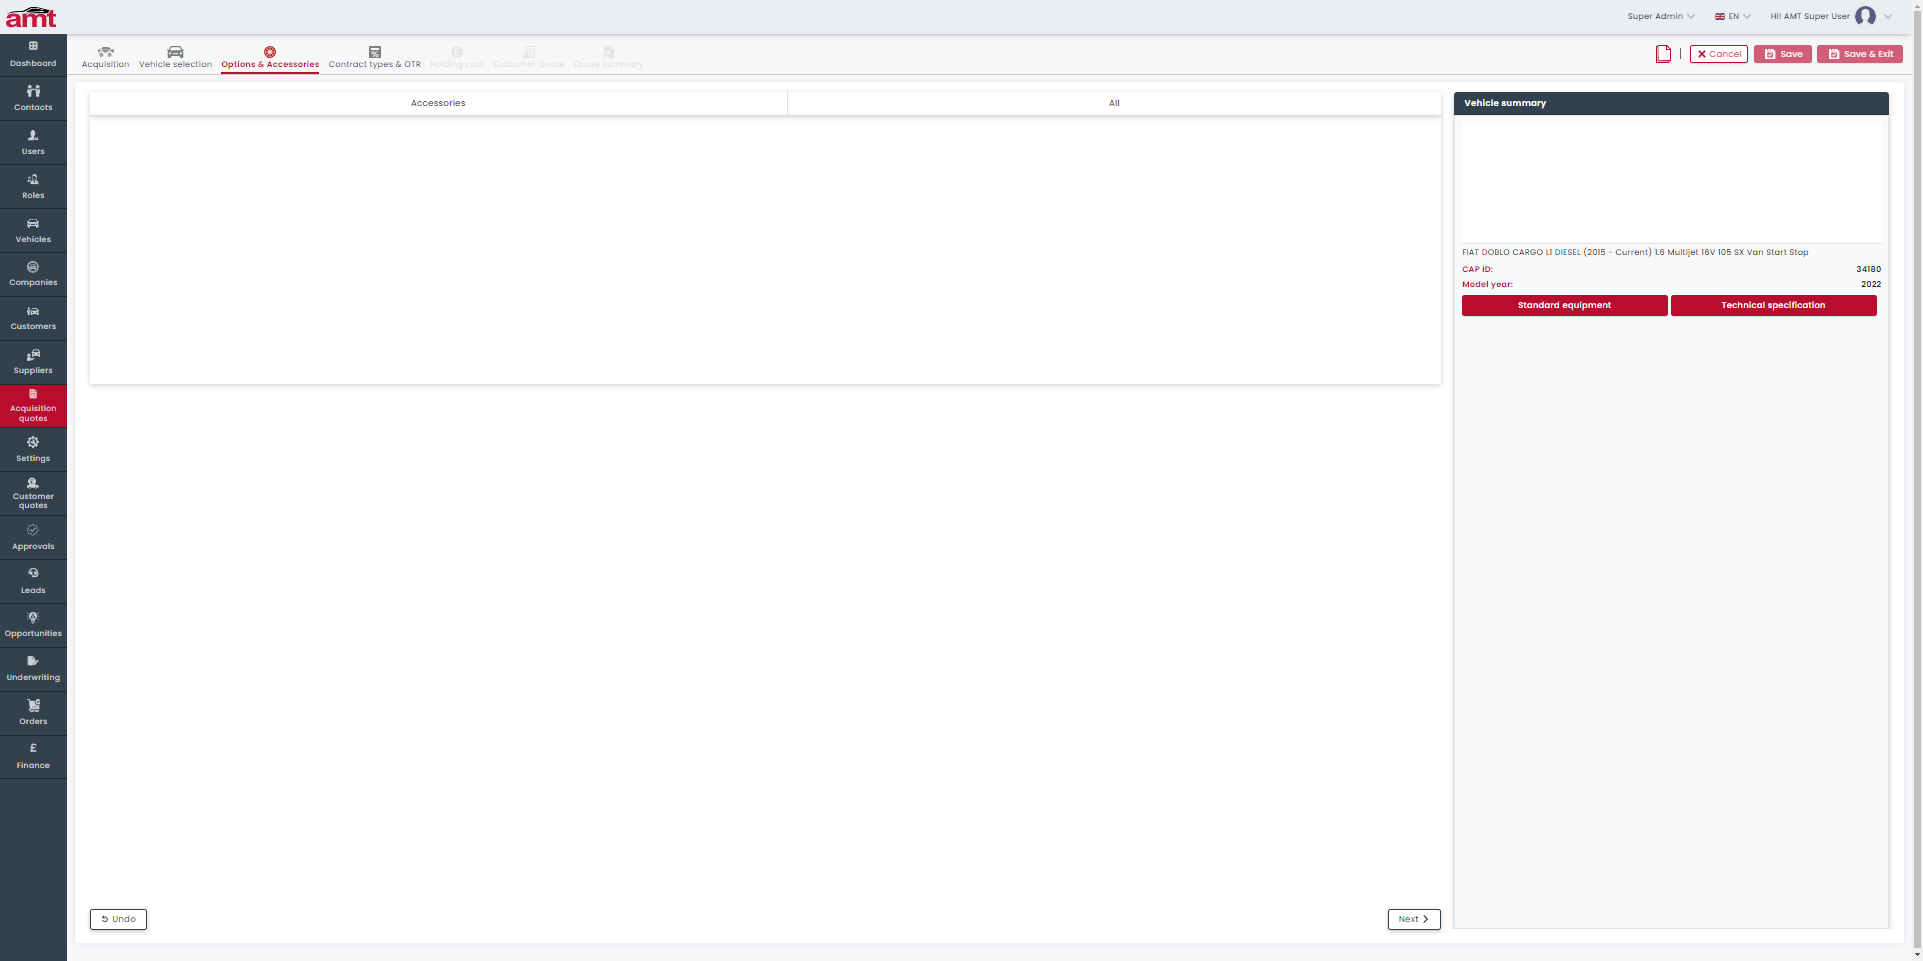 amt
Super Admin
EN
Hi! AMT Super User
Dashboard
Contacts
Users
Roles
Vehicles
Companies
Customers
Suppliers
Acquisition
quotes
Settings
Customer
quotes
Approvals
Leads
Opportunities
Underwriting
Orders
£
Finance
Acquisition
Vehicle selection
Options & Accessories
Contract types & OTR
Holding cost
Customer Quote
Quote summary
Cancel
Save
Save & Exit
Accessories
All
Undo
Next
Vehicle summary
FIAT DOBLO CARGO L1 DIESEL (2015 - Current) 1.6 Multijet 16V 105 SX Van Start Stop
CAP ID: 34180
Model year: 2022
Standard equipment
Technical specification